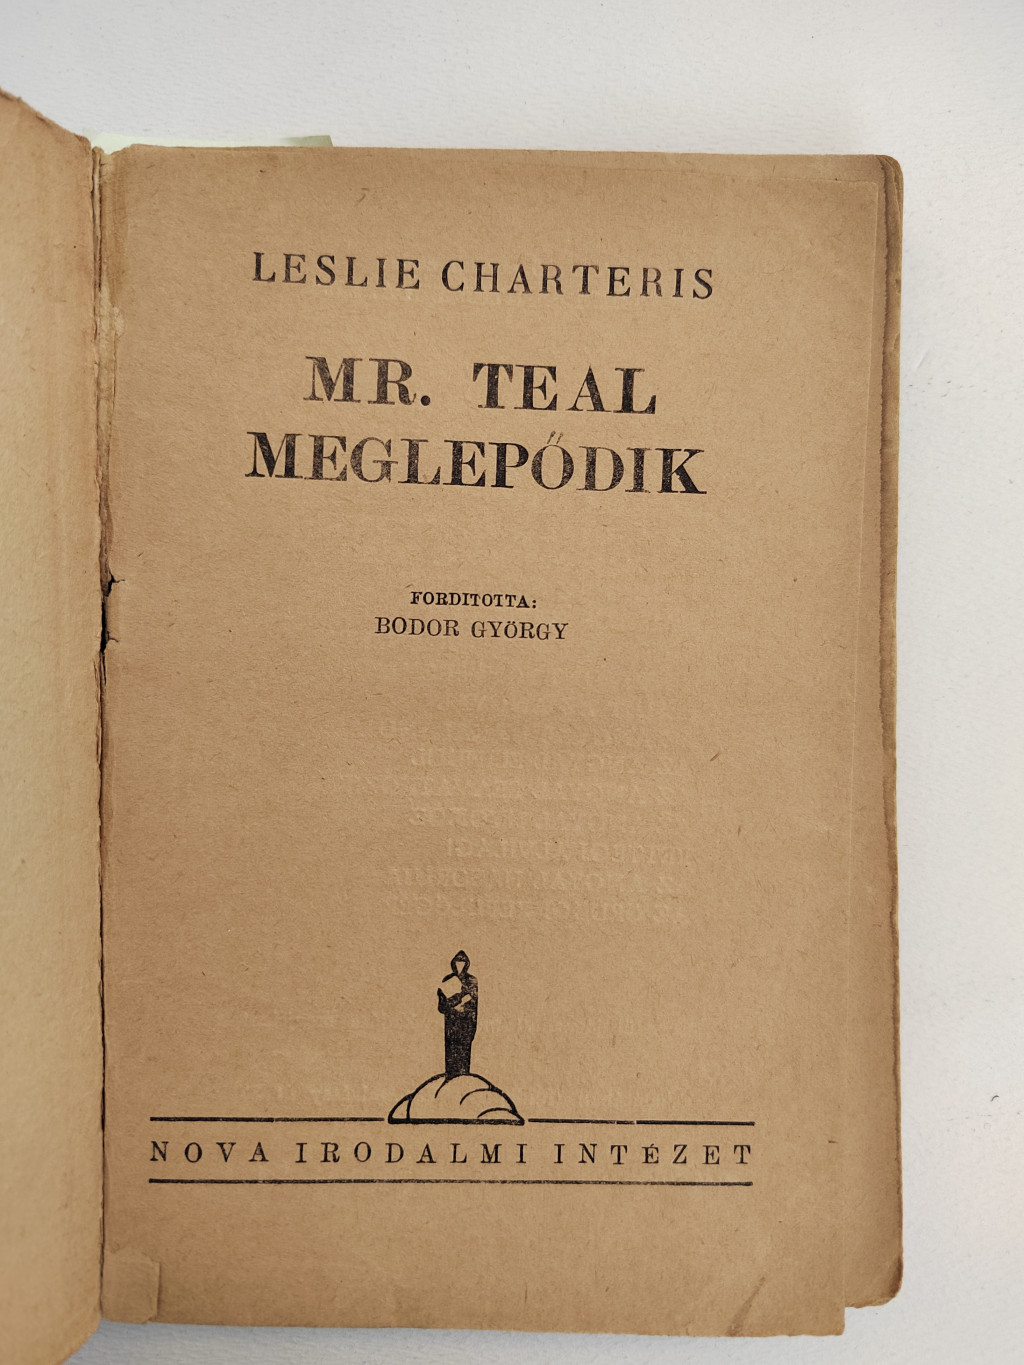 LESLIE CHARTERIS
MR. TEAL
MEGLEPŐDIK
FORDITOTTA:
BODOR GYÖRGY
NOVA IRODALMI INTÉZET